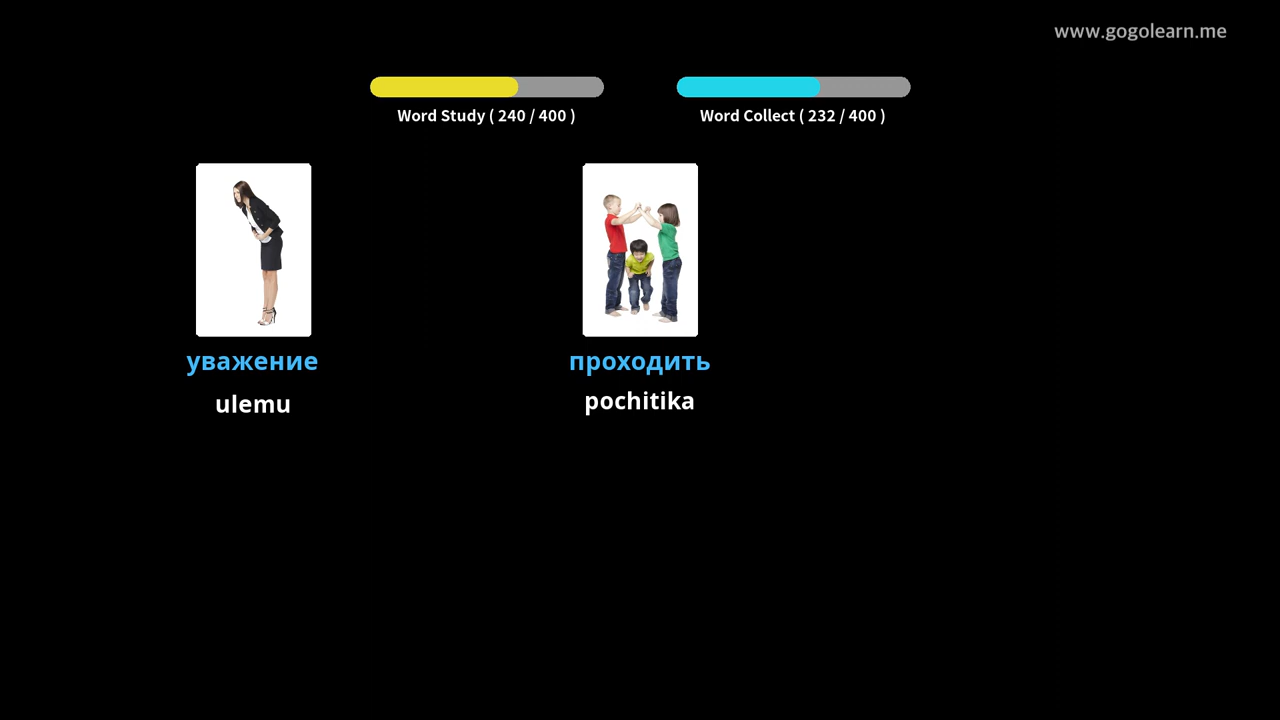 www.gogolearn.me
Word Study ( 240 / 400 )
Word Collect ( 232 / 400 )
уважение
ulemu
проходить
pochitika